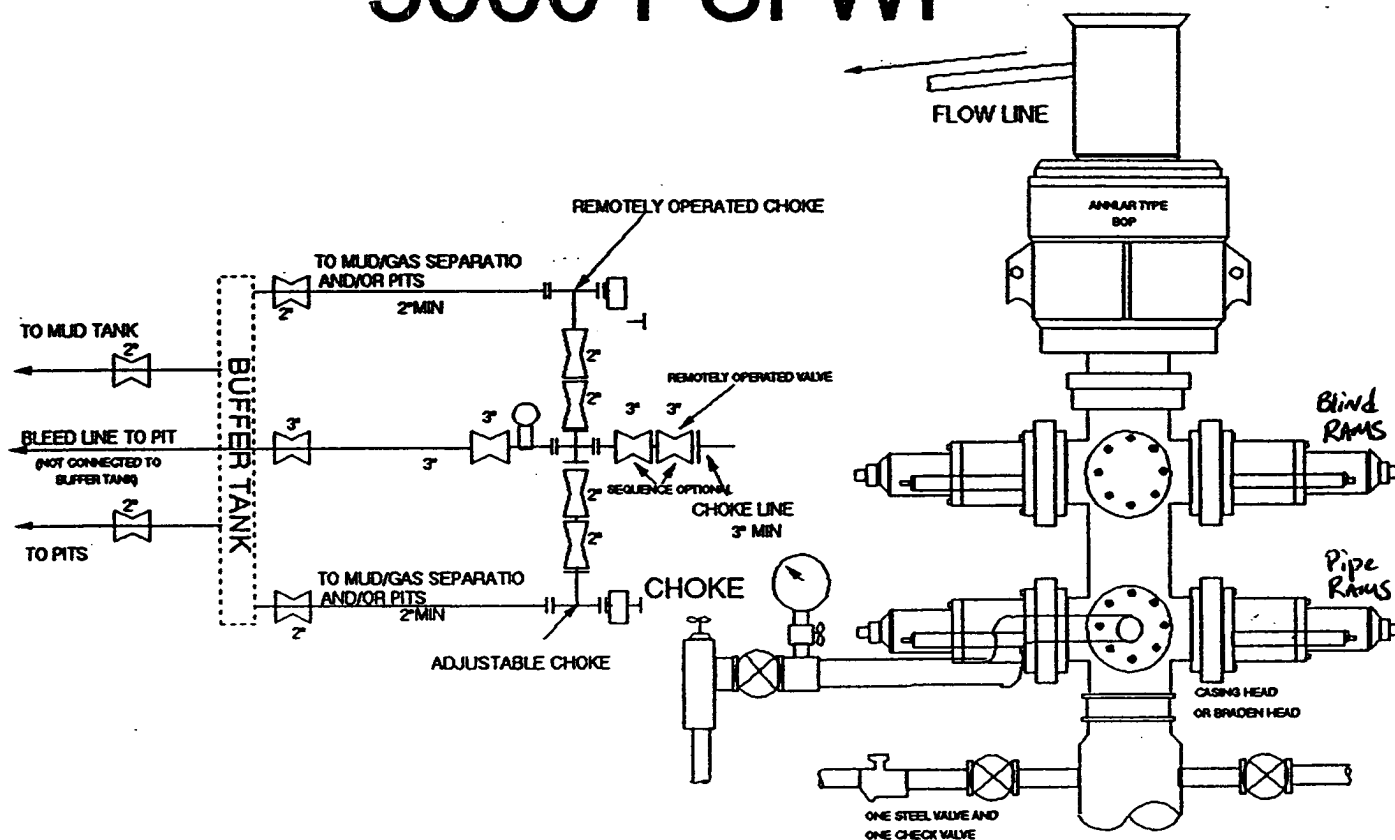 FLOW LINE
ANNLAR TYPE
BOP
REMOTELY OPERATED CHOKE
TO MUD/GAS SEPARATIO
AND/OR PITS
2"
2"MIN
TO MUD TANK
2"
2"
REMOTELY OPERATED VALVE
2"
3"
3"
3"
3"
BLEED LINE TO PIT
(NOT CONNECTED TO
BUFFER TANK)
3"
BUFFER TANK
SEQUENCE OPTIONAL
2"
CHOKE LINE
3" MIN
2"
2"
TO PITS
TO MUD/GAS SEPARATIO
AND/OR PITS
2"MIN
2"
CHOKE
ADJUSTABLE CHOKE
Blind
RAMS
Pipe
RAMS
CASING HEAD
OR BRADEN HEAD
ONE STEEL VALVE AND
ONE CHECK VALVE